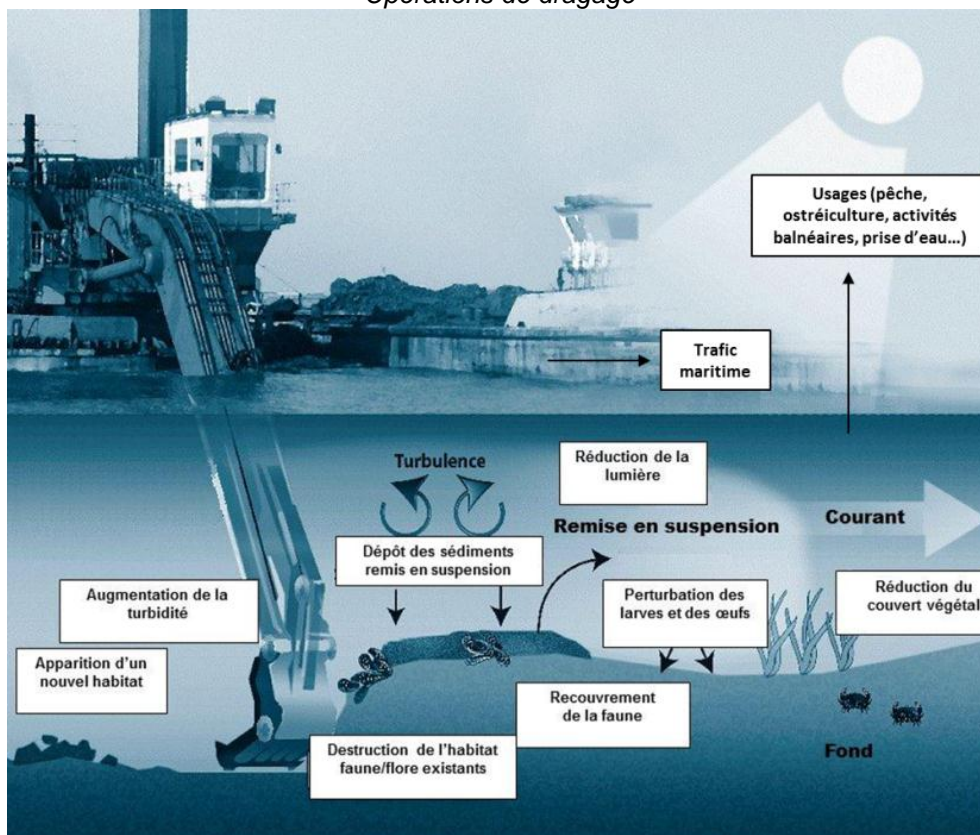 Opérations de dragage
Usages (pêche,
ostréiculture, activités
balnéaires, prise d'eau...)
Trafic
maritime
Turbulence
Réduction de la
lumière
Remise en suspension
Courant
Dépôt des sédiments
remis en suspension
Augmentation de la
turbidité
Perturbation des
larves et des œufs
Réduction du
couvert végétal
Apparition d'un
nouvel habitat
Recouvrement
de la faune
Destruction de l'habitat
faune/flore existants
Fond